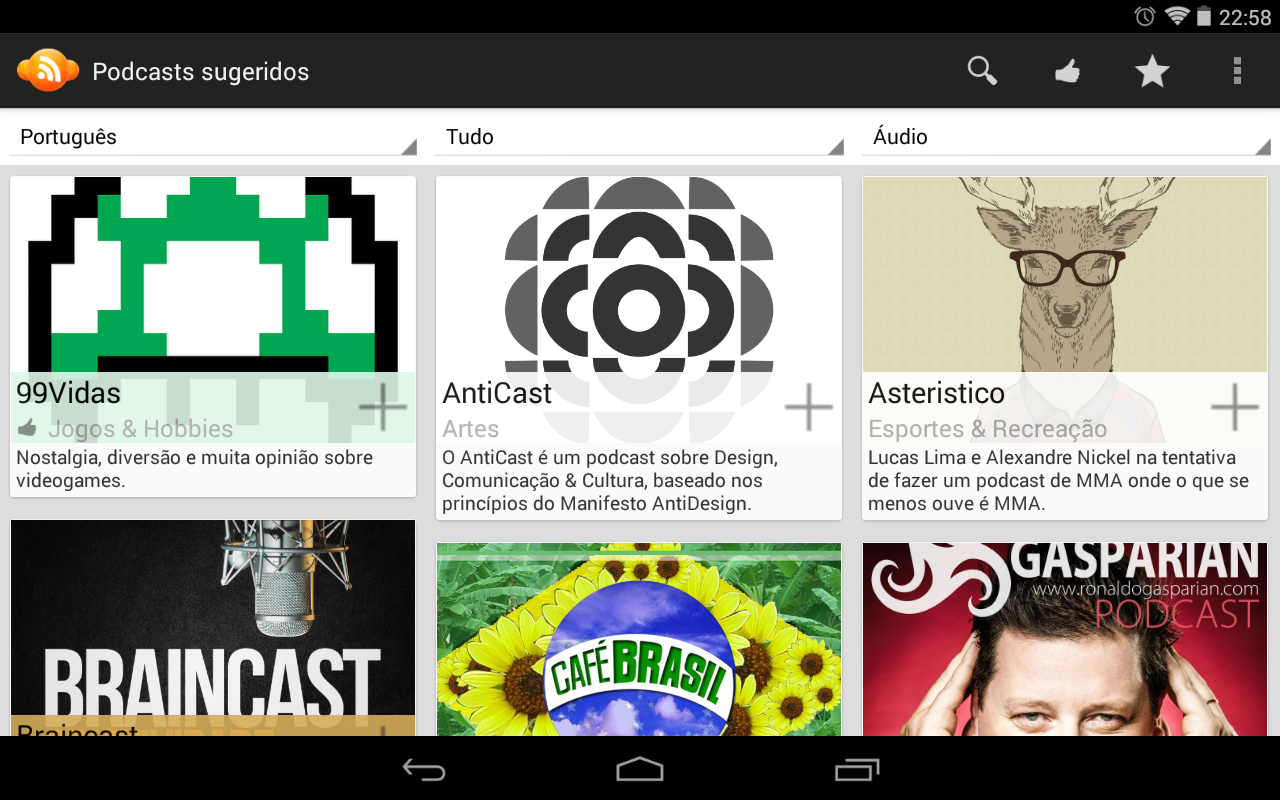 22:58
Podcasts sugeridos
Português
Tudo
Áudio
99Vidas
Jogos & Hobbies
Nostalgia, diversão e muita opinião sobre
videogames.
AntiCast
Artes
O AntiCast é um podcast sobre Design,
Comunicação & Cultura, baseado nos
princípios do Manifesto AntiDesign.
Asteristico
Esportes & Recreação
Lucas Lima e Alexandre Nickel na tentativa
de fazer um podcast de MMA onde o que se
menos ouve é MMA.
BRAINCAST
Braincast
CAFÉ BRASIL
GASPARIAN
www.ronaldogasparian.com
PODCAST